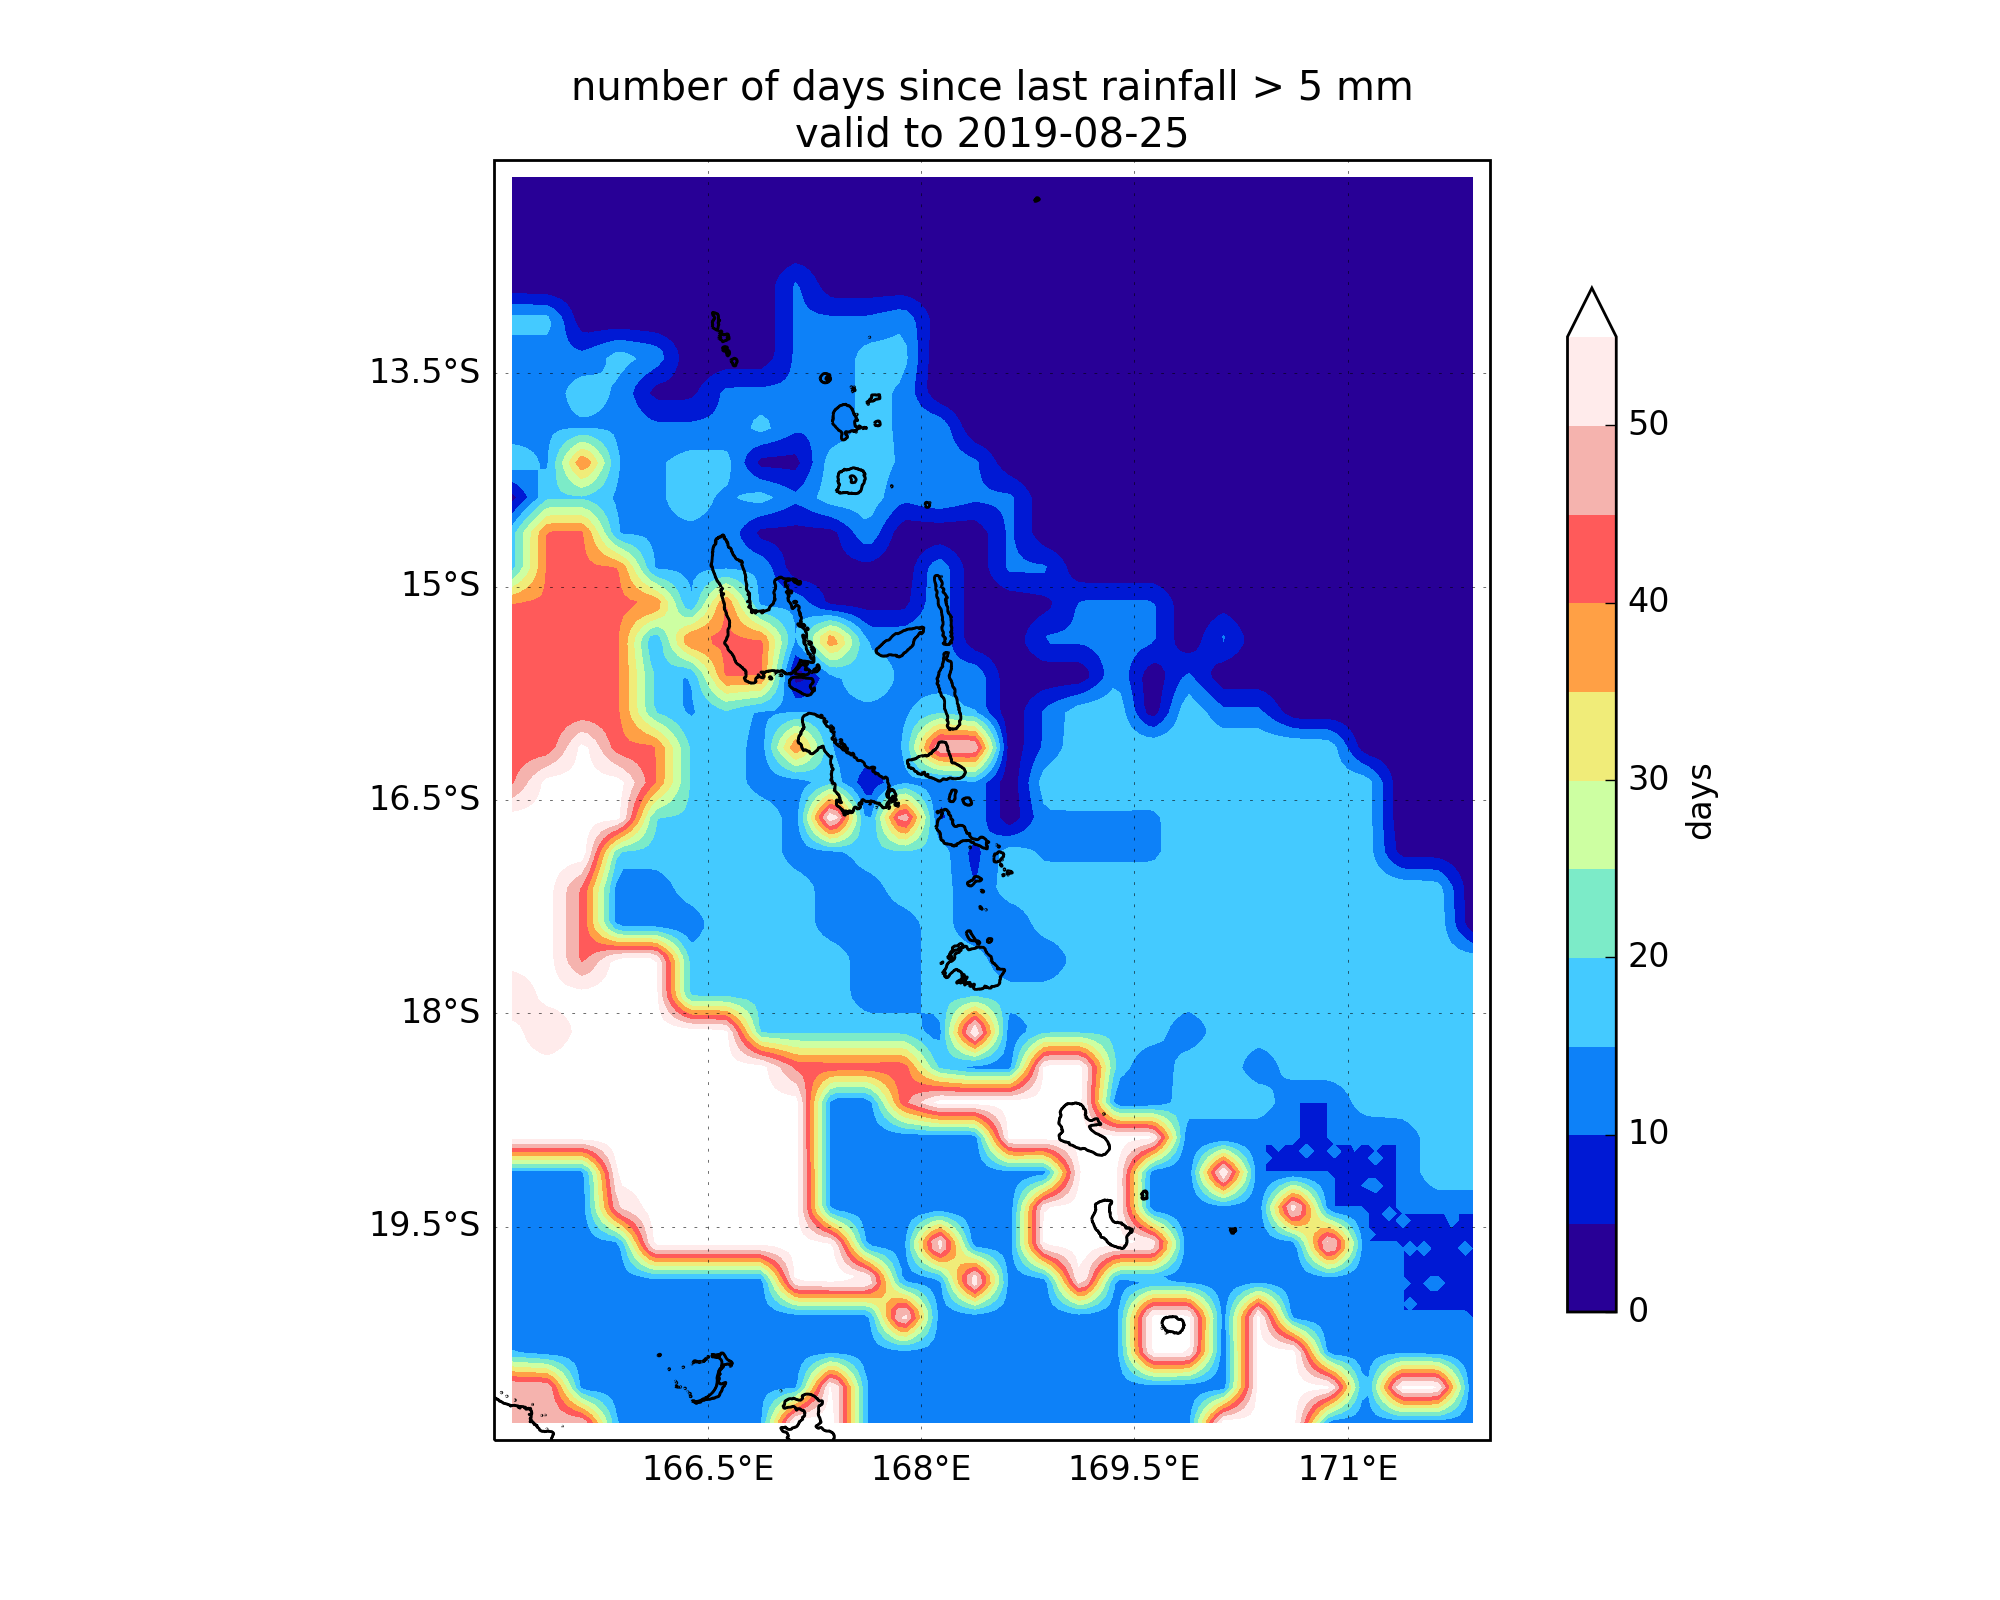 number of days since last rainfall > 5 mm
valid to 2019-08-25
13.5°S
15°S
16.5°S
18°S
19.5°S
166.5°E
168°E
169.5°E
171°E
50
40
30
20
10
0
days